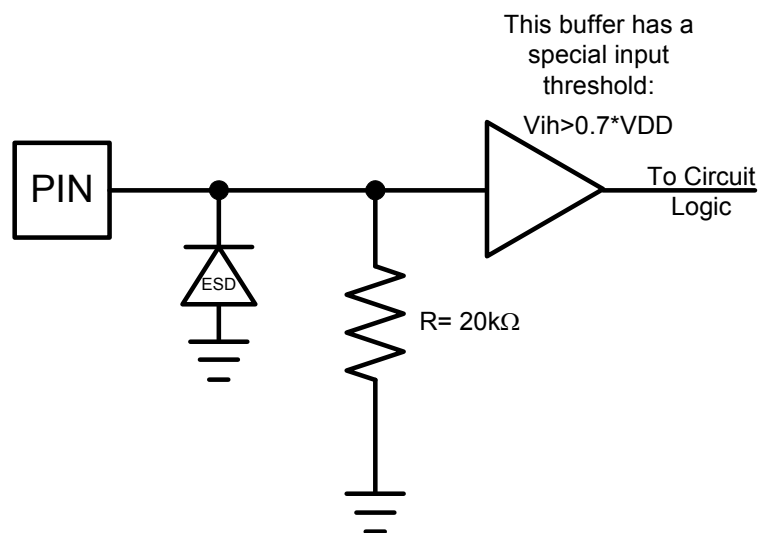 This buffer has a
special input
threshold:
Vih>0.7*VDD
PIN
To Circuit
Logic
ESD
R= 20kΩ